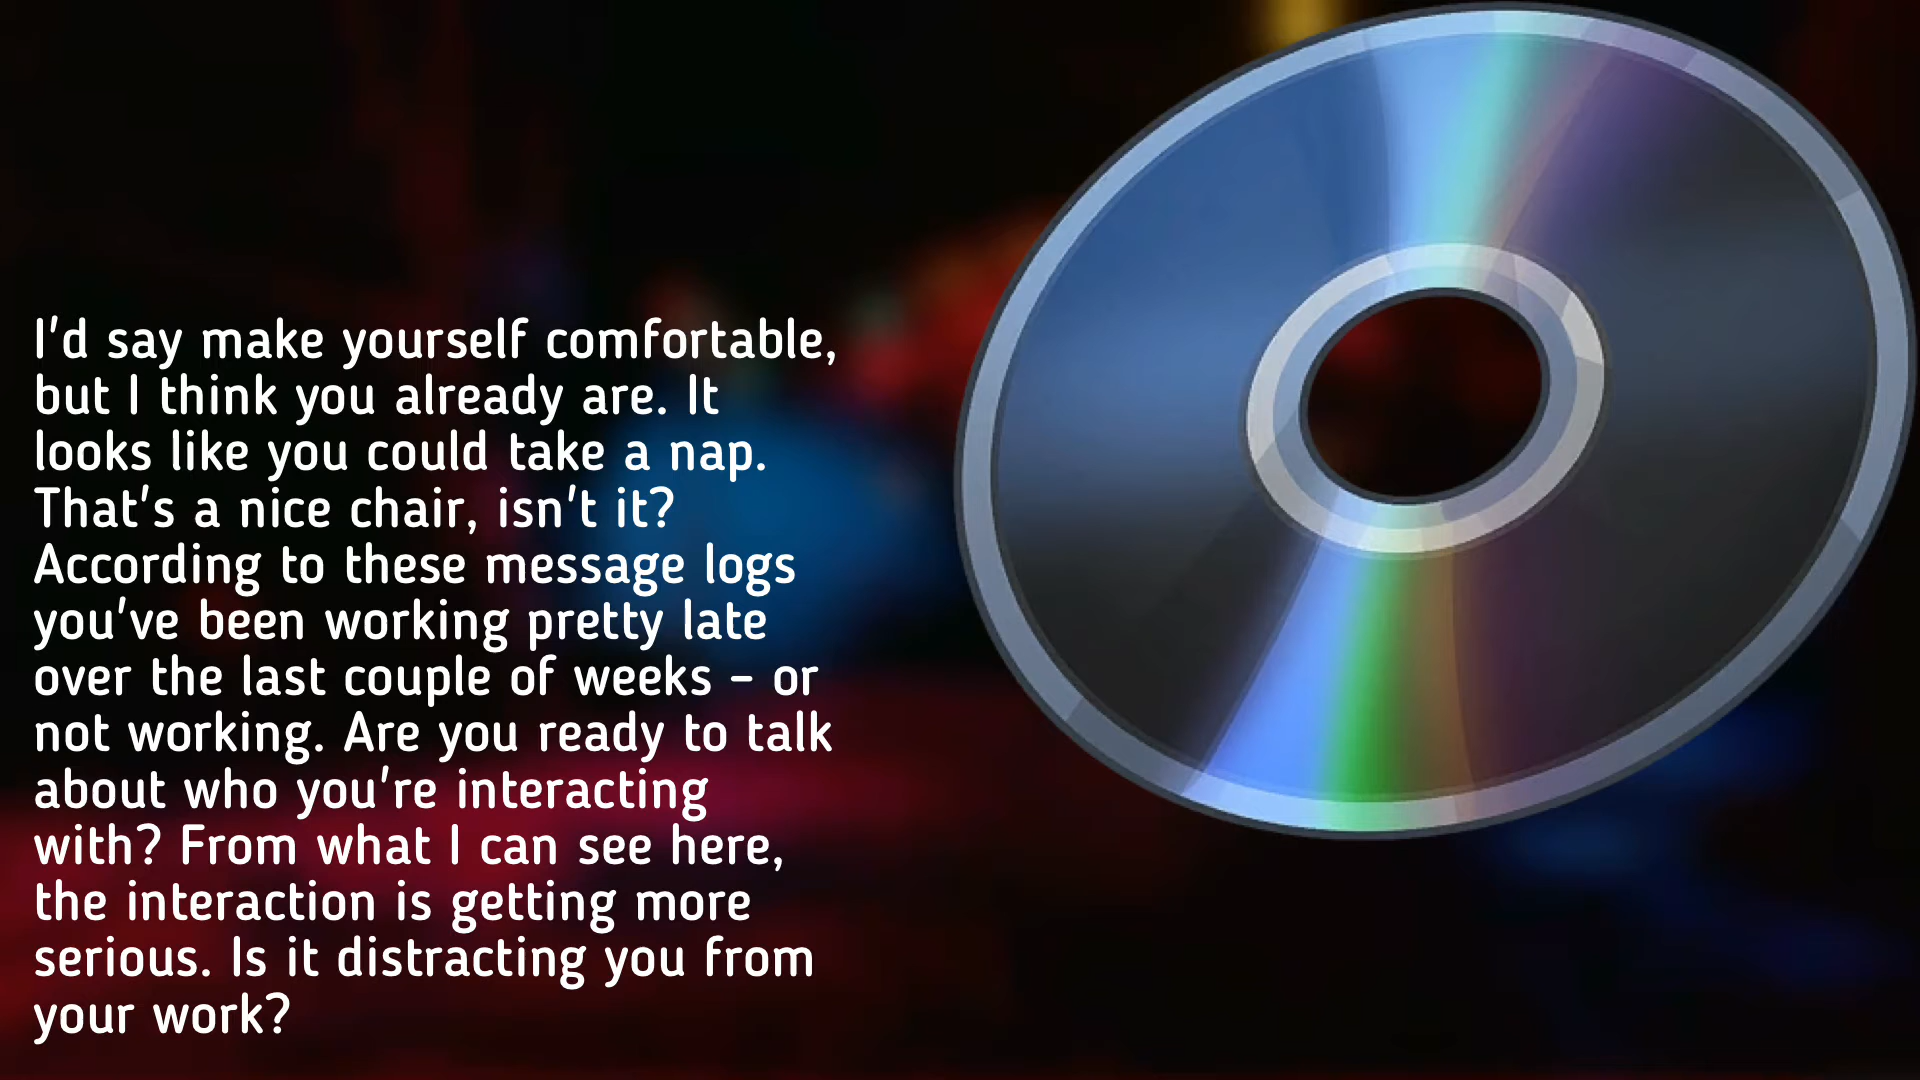 I'd say make yourself comfortable,
but I think you already are. It
looks like you could take a nap.
That's a nice chair, isn't it?
According to these message logs
you've been working pretty late
over the last couple of weeks – or
not working. Are you ready to talk
about who you're interacting
with? From what I can see here,
the interaction is getting more
serious. Is it distracting you from
your work?